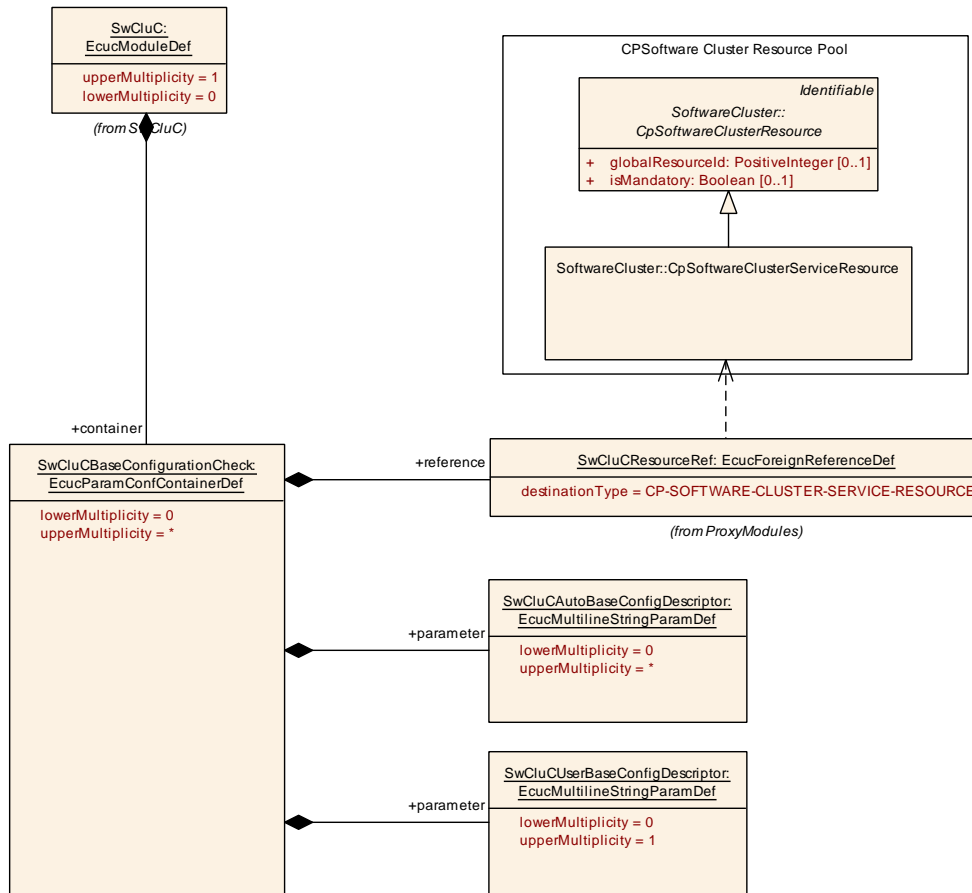 SwCluC:
EcucModuleDef
upperMultiplicity = 1
lowerMultiplicity = 0
(from SwCluC)
CPSoftware Cluster Resource Pool
Identifiable
SoftwareCluster::
CpSoftwareClusterResource
+ globalResourceId: PositiveInteger [0..1]
+ isMandatory: Boolean [0..1]
SoftwareCluster::CpSoftwareClusterServiceResource
+container
SwCluCBaseConfigurationCheck:
EcucParamConfContainerDef
lowerMultiplicity = 0
upperMultiplicity = *
+reference
SwCluCResourceRef: EcucForeignReferenceDef
destinationType = CP-SOFTWARE-CLUSTER-SERVICE-RESOURCE
(from ProxyModules)
+parameter
SwCluCAutoBaseConfigDescriptor:
EcucMultilineStringParamDef
lowerMultiplicity = 0
upperMultiplicity = *
+parameter
SwCluCUserBaseConfigDescriptor:
EcucMultilineStringParamDef
lowerMultiplicity = 0
upperMultiplicity = 1